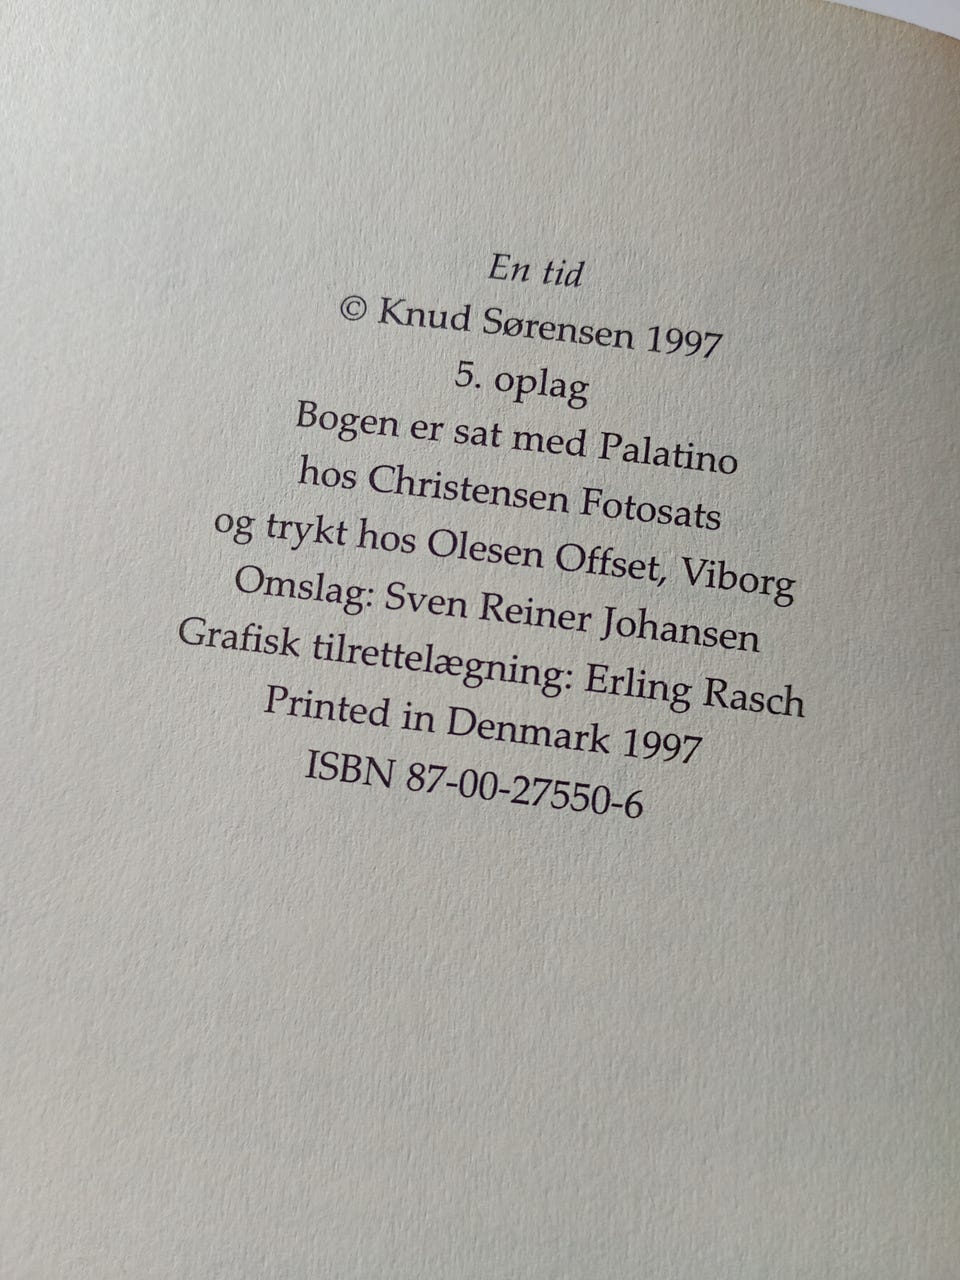 En tid
© Knud Sørensen 1997
5. oplag
Bogen er sat med Palatino
hos Christensen Fotosats
og trykt hos Olesen Offset, Viborg
Omslag: Sven Reiner Johansen
Grafisk tilrettelægning: Erling Rasch
Printed in Denmark 1997
ISBN 87-00-27550-6